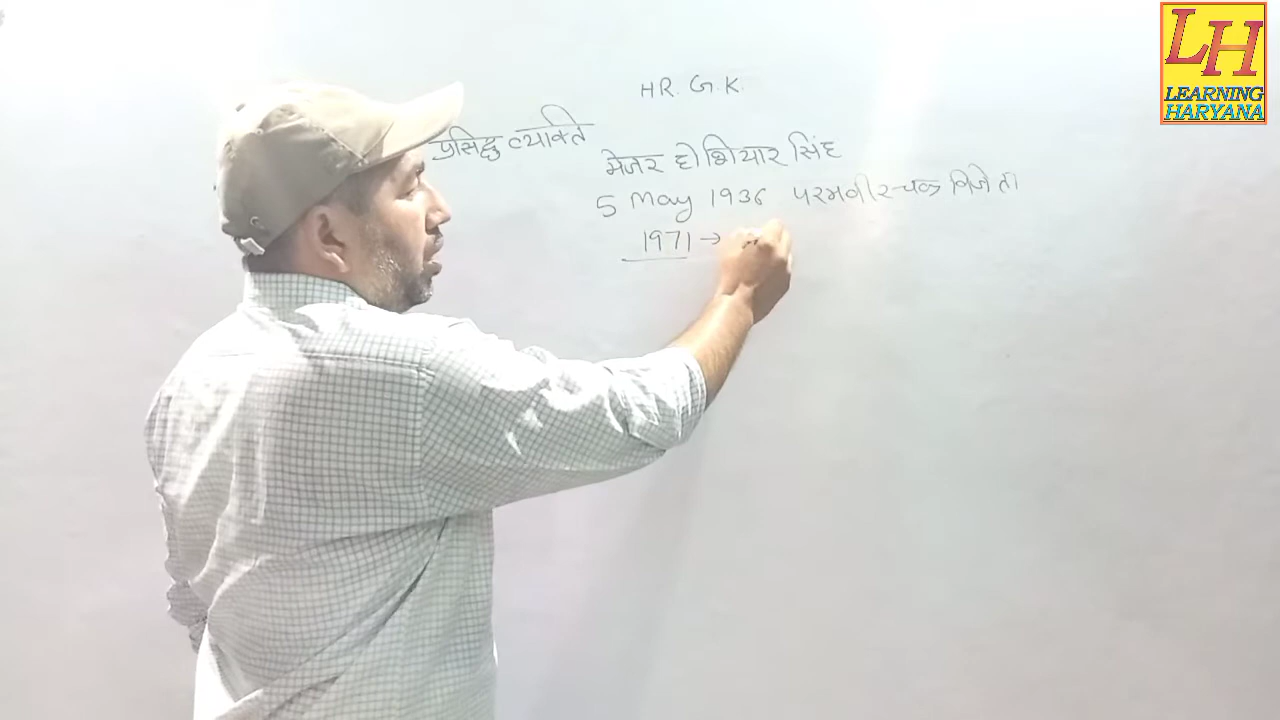 LH
LEARNING
HARYANA
HR. G.K.
प्रसिद्ध व्यक्ति
मेजर होशियार सिंह
5 May 1936 परमवीर चक्र विजेता
1971 →